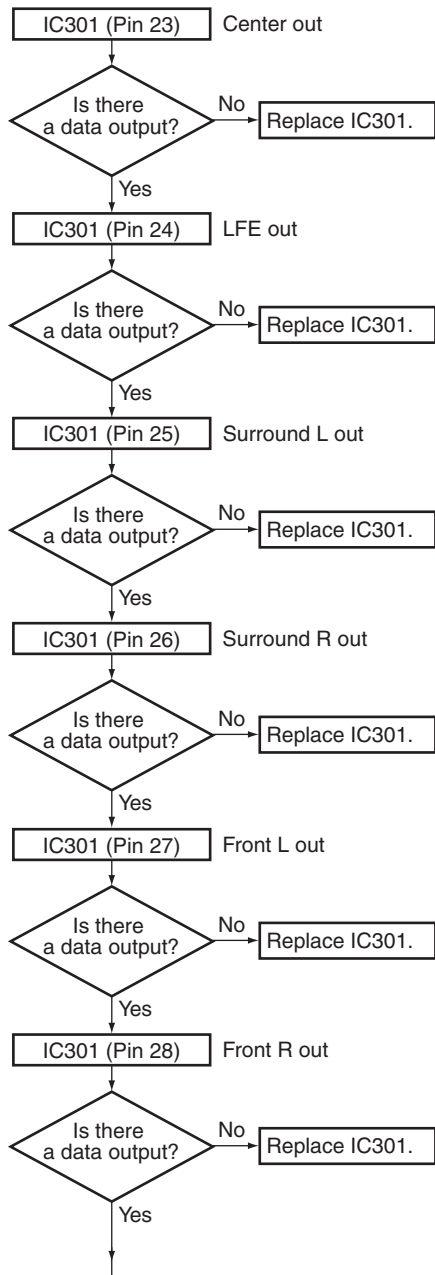 IC301 (Pin 23) Center out
Is there
a data output?
No
Replace IC301.
Yes
IC301 (Pin 24) LFE out
Is there
a data output?
No
Replace IC301.
Yes
IC301 (Pin 25) Surround L out
Is there
a data output?
No
Replace IC301.
Yes
IC301 (Pin 26) Surround R out
Is there
a data output?
No
Replace IC301.
Yes
IC301 (Pin 27) Front L out
Is there
a data output?
No
Replace IC301.
Yes
IC301 (Pin 28) Front R out
Is there
a data output?
No
Replace IC301.
Yes